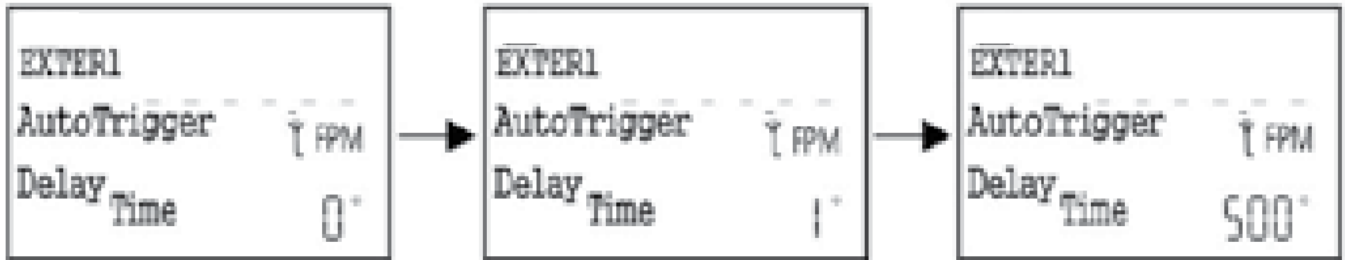 EXTER1
AutoTrigger
t FPM
Delay Time
0°
EXTER1
AutoTrigger
t FPM
Delay Time
1°
EXTER1
AutoTrigger
t FPM
Delay Time
500°